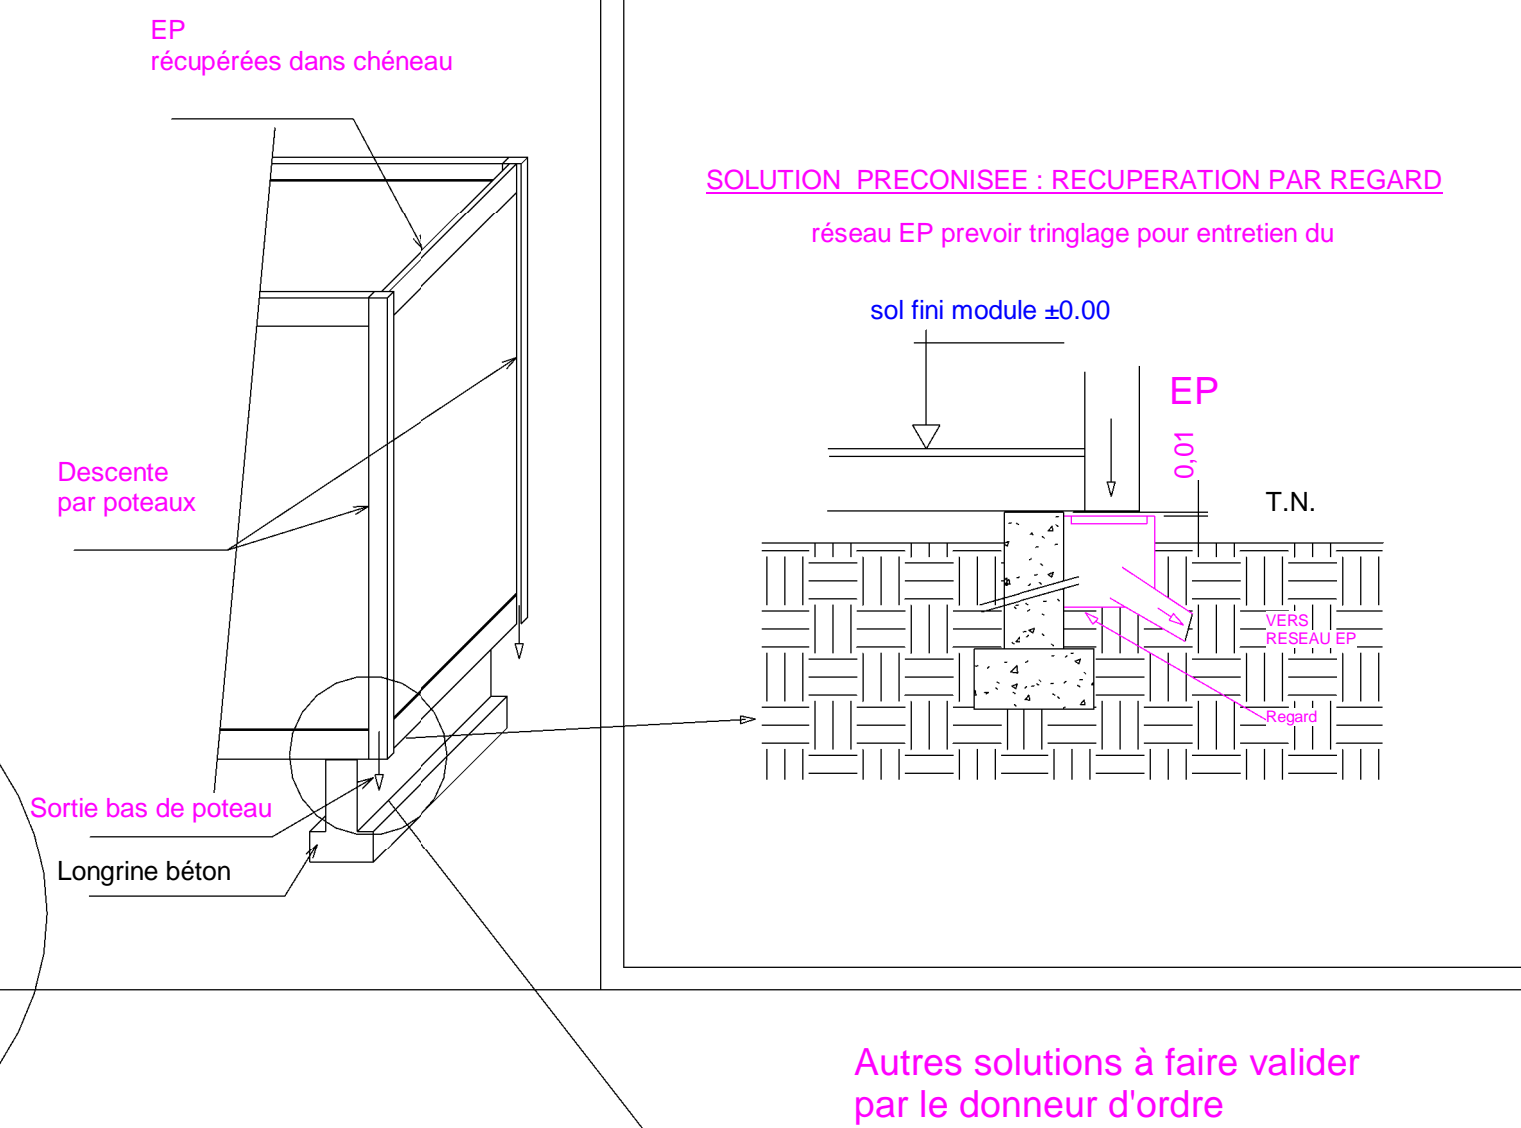 EP
récupérées dans chéneau
Descente
par poteaux
Sortie bas de poteau
Longrine béton
SOLUTION PRECONISEE : RECUPERATION PAR REGARD
réseau EP prevoir tringlage pour entretien du
sol fini module ±0.00
EP
0,01
T.N.
VERS
RESEAU EP
Regard
Autres solutions à faire valider
par le donneur d'ordre